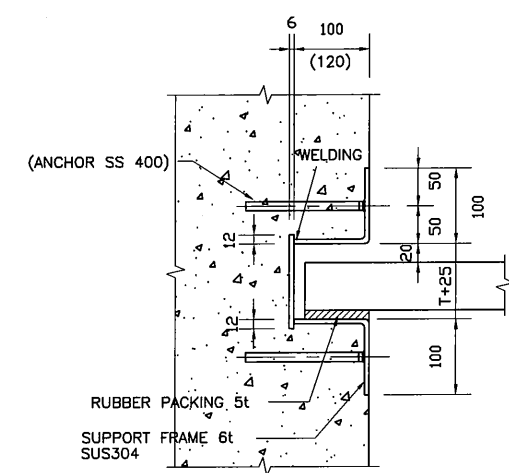 6
100
(120)
(ANCHOR SS 400)
WELDING
50
50
100
12
20
T+25
12
100
RUBBER PACKING 5t
SUPPORT FRAME 6t
SUS304